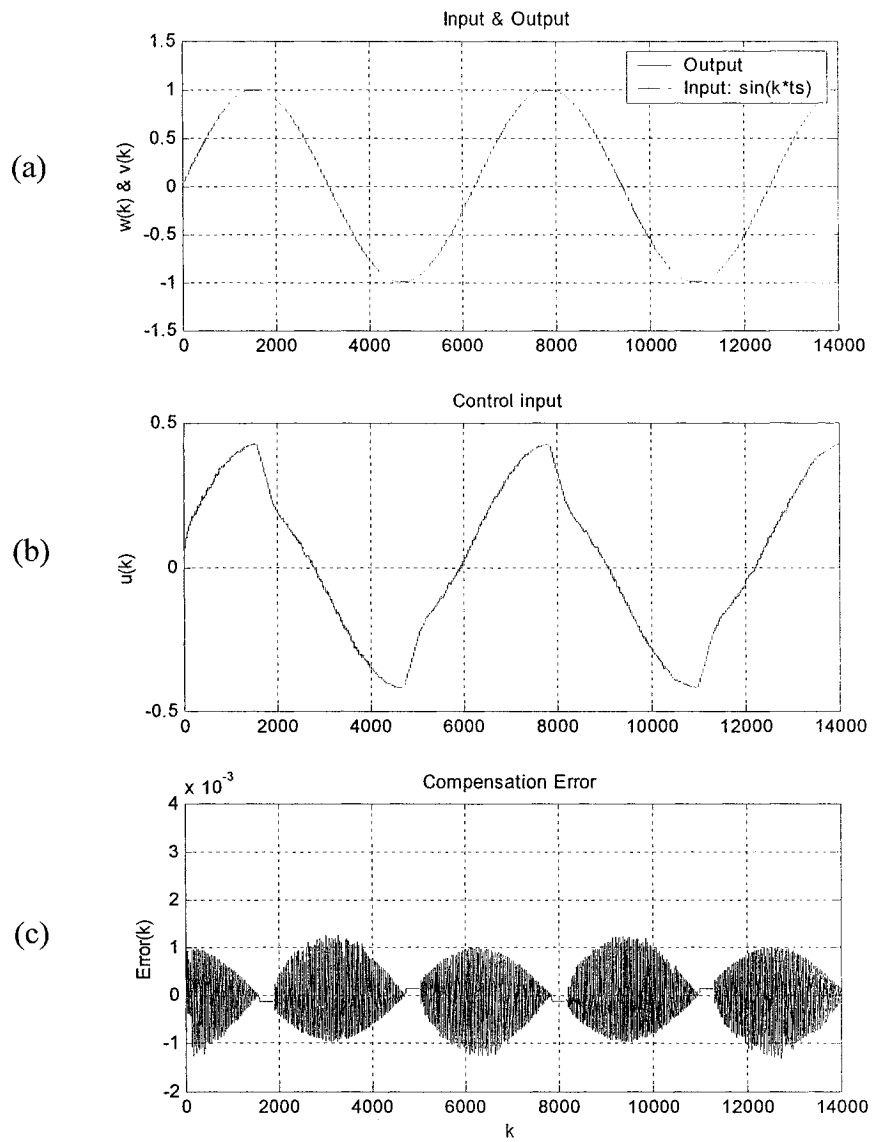 Input & Output
(a)
w(k) & v(k)
1.5
1
0.5
0
-0.5
-1
-1.5
Output
Input: sin(k*ts)
0 2000 4000 6000 8000 10000 12000 14000
Control input
(b)
u(k)
0.5
0
-0.5
0 2000 4000 6000 8000 10000 12000 14000
x 10-3
Compensation Error
(c)
Error(k)
4
3
2
1
0
-1
-2
0 2000 4000 6000 8000 10000 12000 14000
k